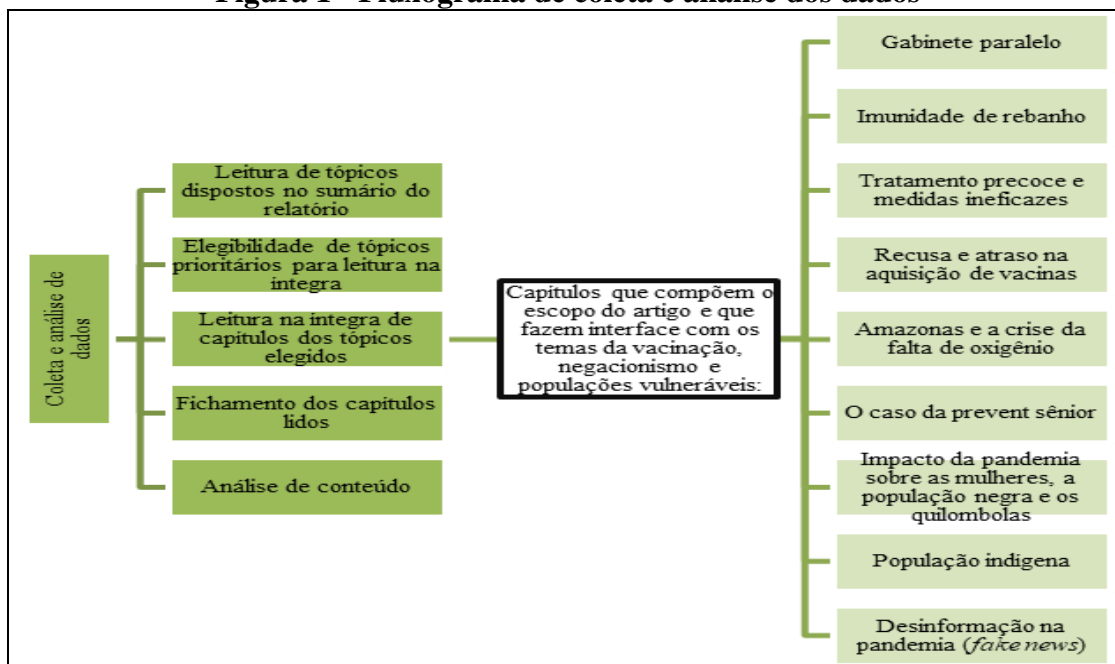 Figura 1 - Fluxograma de coleta e análise dos dados
Coleta e análise de
dados
Leitura de tópicos
dispostos no sumário do
relatório
Elegibilidade de tópicos
prioritários para leitura na
integra
Leitura na integra de
capítulos dos tópicos
elegidos
Fichamento dos capítulos
lidos
Análise de conteúdo
Capítulos que compõem o
escopo do artigo e que
fazem interface com os
temas da vacinação,
negacionismo e
populações vulneráveis:
Gabinete paralelo
Imunidade de rebanho
Tratamento precoce e
medidas ineficazes
Recusa e atraso na
aquisição de vacinas
Amazonas e a crise da
falta de oxigênio
O caso da prevent sênior
Impacto da pandemia
sobre as mulheres, a
população negra e os
quilombolas
População indígena
Desinformação na
pandemia (fake news)